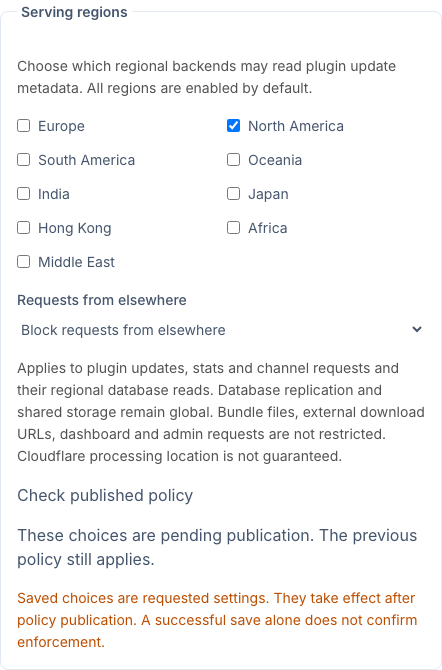 Serving regions
Choose which regional backends may read plugin update
metadata. All regions are enabled by default.
Europe
North America
South America
Oceania
India
Japan
Hong Kong
Africa
Middle East
Requests from elsewhere
Block requests from elsewhere
Applies to plugin updates, stats and channel requests and
their regional database reads. Database replication and
shared storage remain global. Bundle files, external download
URLs, dashboard and admin requests are not restricted.
Cloudflare processing location is not guaranteed.
Check published policy
These choices are pending publication. The previous
policy still applies.
Saved choices are requested settings. They take effect after
policy publication. A successful save alone does not confirm
enforcement.